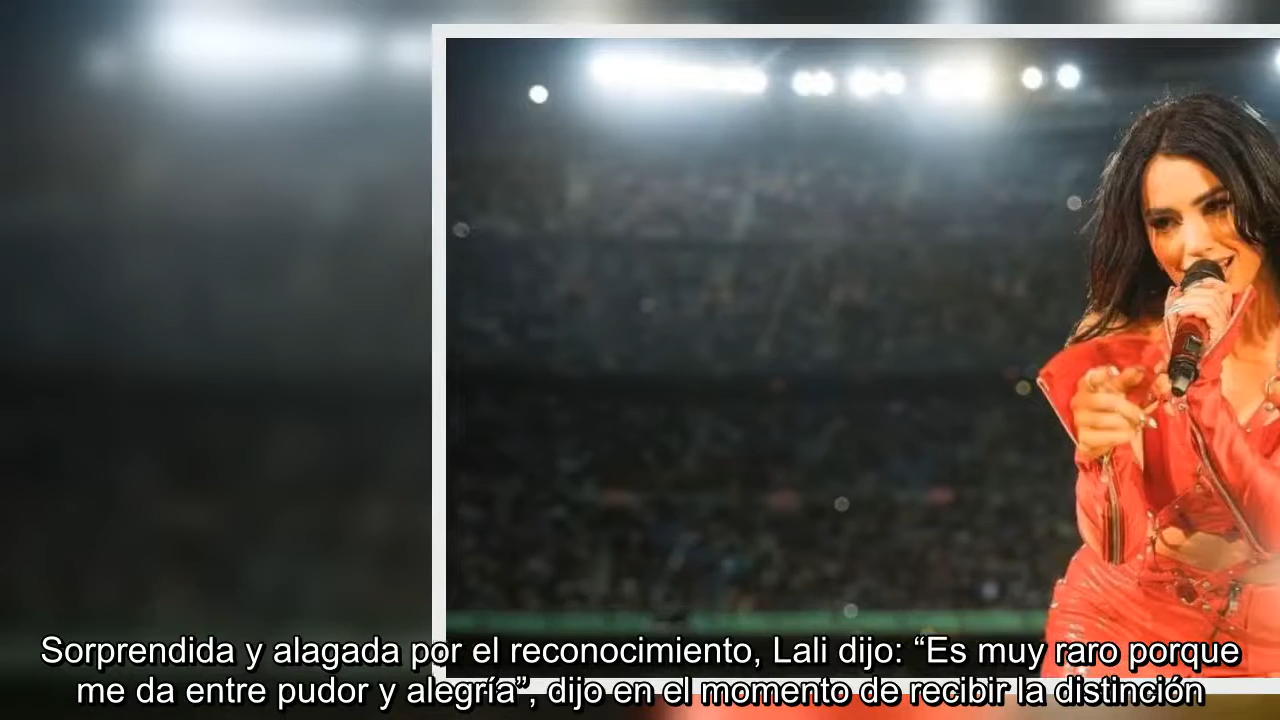 Sorprendida y alagada por el reconocimiento, Lali dijo: “Es muy raro porque
me da entre pudor y alegría”, dijo en el momento de recibir la distinción